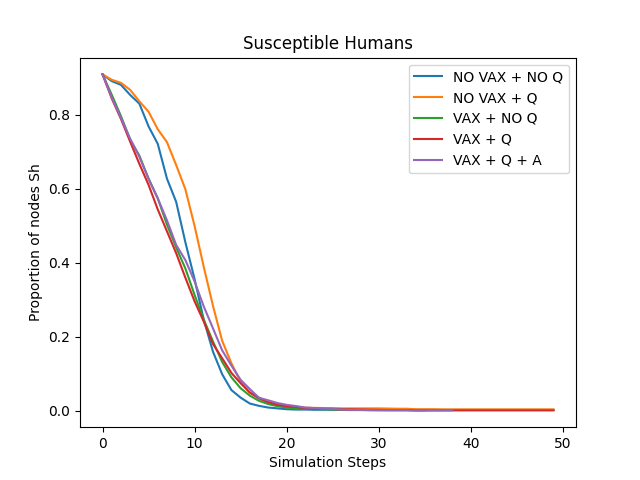 Susceptible Humans
NO VAX + NO Q
NO VAX + Q
VAX + NO Q
VAX + Q
VAX + Q + A
Proportion of nodes Sh
0.8
0.6
0.4
0.2
0.0
0 10 20 30 40 50
Simulation Steps